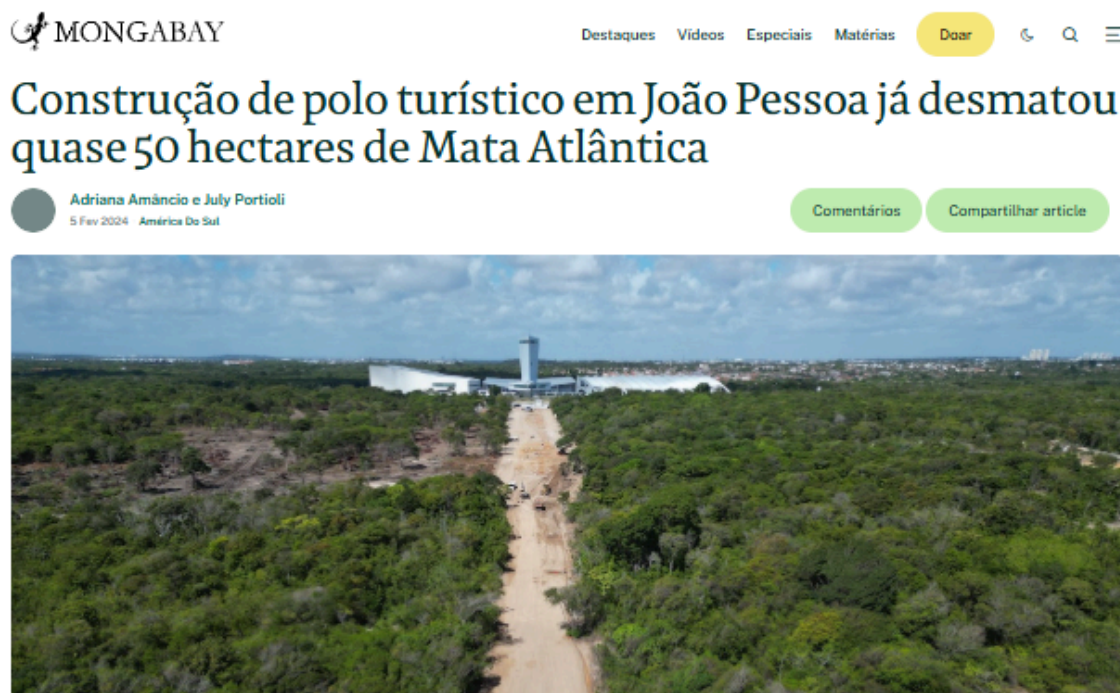 MONGABAY
Destaques Vídeos Especiais Matérias Doar
Construção de polo turístico em João Pessoa já desmatou
quase 50 hectares de Mata Atlântica
Adriana Amâncio e July Portioli
5 Fev 2024 América Do Sul
Comentários Compartilhar article